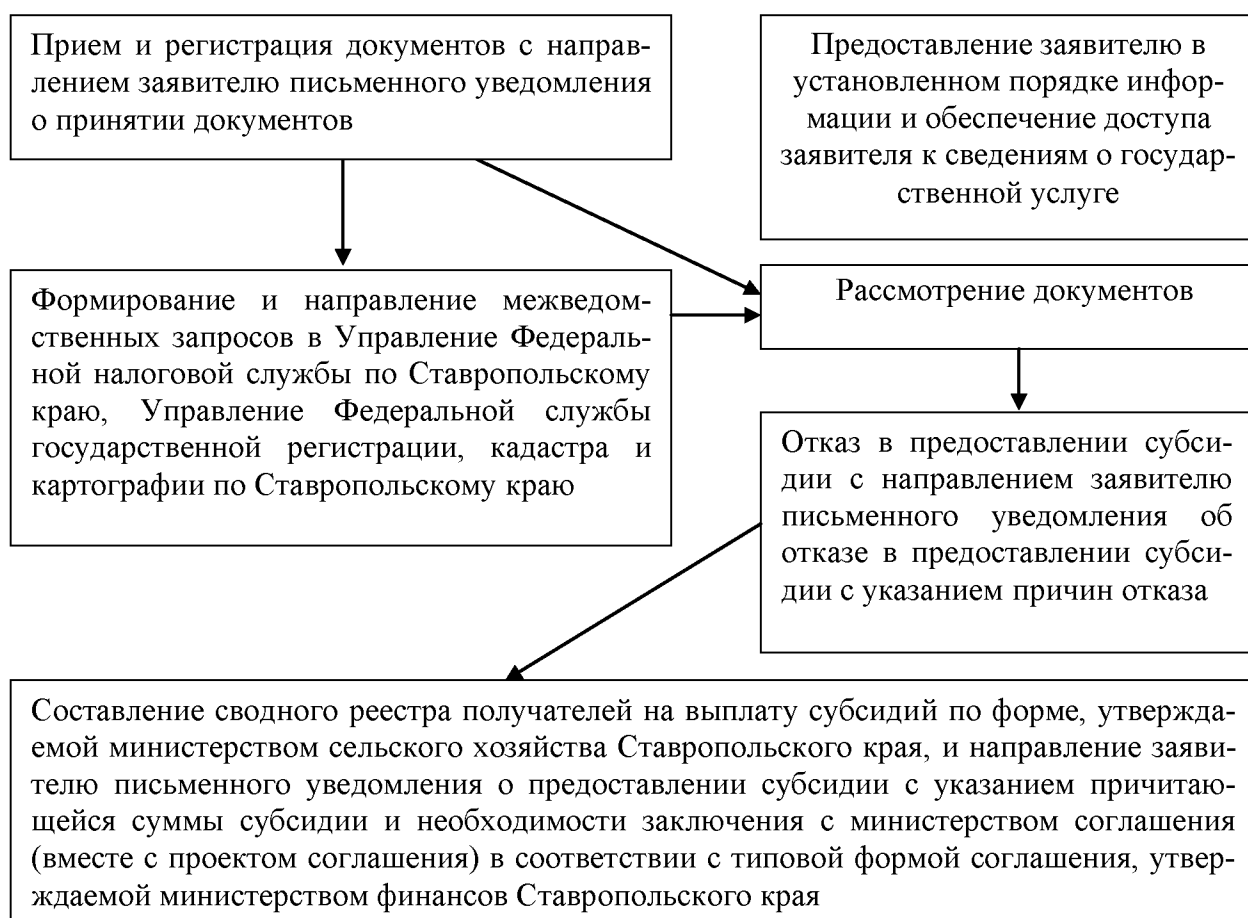 Прием и регистрация документов с направ-
лением заявителю письменного уведомления
о принятии документов
Предоставление заявителю в
установленном порядке инфор-
мации и обеспечение доступа
заявителя к сведениям о государ-
ственной услуге
Формирование и направление межведом-
ственных запросов в Управление Федераль-
ной налоговой службы по Ставропольскому
краю, Управление Федеральной службы
государственной регистрации, кадастра и
картографии по Ставропольскому краю
Рассмотрение документов
Отказ в предоставлении субси-
дии с направлением заявителю
письменного уведомления об
отказе в предоставлении субси-
дии с указанием причин отказа
Составление сводного реестра получателей на выплату субсидий по форме, утвержда-
емой министерством сельского хозяйства Ставропольского края, и направление заяви-
телю письменного уведомления о предоставлении субсидии с указанием причитаю-
щейся суммы субсидии и необходимости заключения с министерством соглашения
(вместе с проектом соглашения) в соответствии с типовой формой соглашения, утвер-
ждаемой министерством финансов Ставропольского края